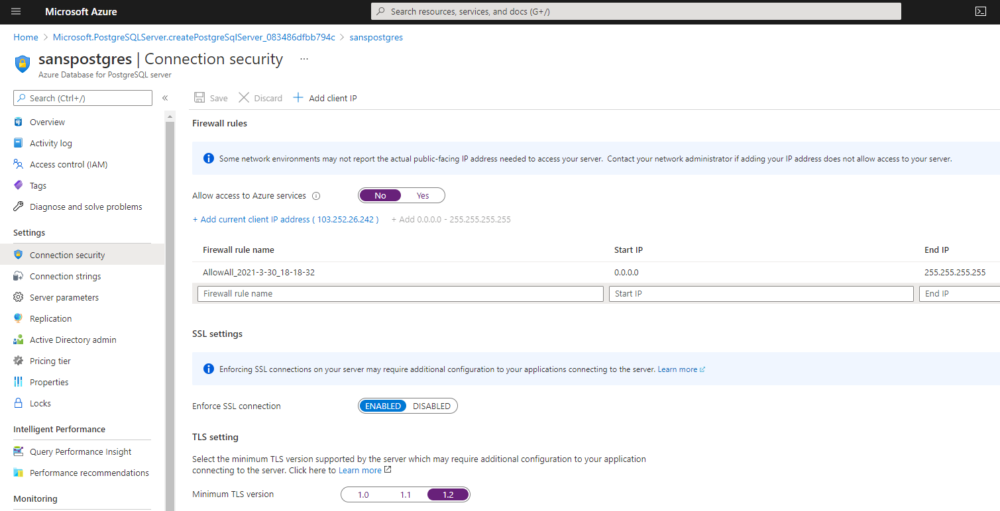 Microsoft Azure
Search resources, services, and docs (G+/)
Home > Microsoft.PostgreSQLServer.createPostgreSqlServer_083486dfbb794c > sanspostgres
sanspostgres | Connection security ...
Azure Database for PostgreSQL server
Search (Ctrl+/)
«
Save
Discard
Add client IP
Overview
Activity log
Access control (IAM)
Tags
Diagnose and solve problems
Settings
Connection security
Connection strings
Server parameters
Replication
Active Directory admin
Pricing tier
Properties
Locks
Intelligent Performance
Query Performance Insight
Performance recommendations
Monitoring
Firewall rules
Some network environments may not report the actual public-facing IP address needed to access your server. Contact your network administrator if adding your IP address does not allow access to your server.
Allow access to Azure services No Yes
+ Add current client IP address ( 103.252.26.242 ) + Add 0.0.0.0 - 255.255.255.255
Firewall rule name Start IP End IP
AllowAll_2021-3-30_18-18-32 0.0.0.0 255.255.255.255
Firewall rule name Start IP End IP
SSL settings
Enforcing SSL connections on your server may require additional configuration to your applications connecting to the server. Learn more
Enforce SSL connection ENABLED DISABLED
TLS setting
Select the minimum TLS version supported by the server which may require additional configuration to your application
connecting to the server. Click here to Learn more
Minimum TLS version 1.0 1.1 1.2